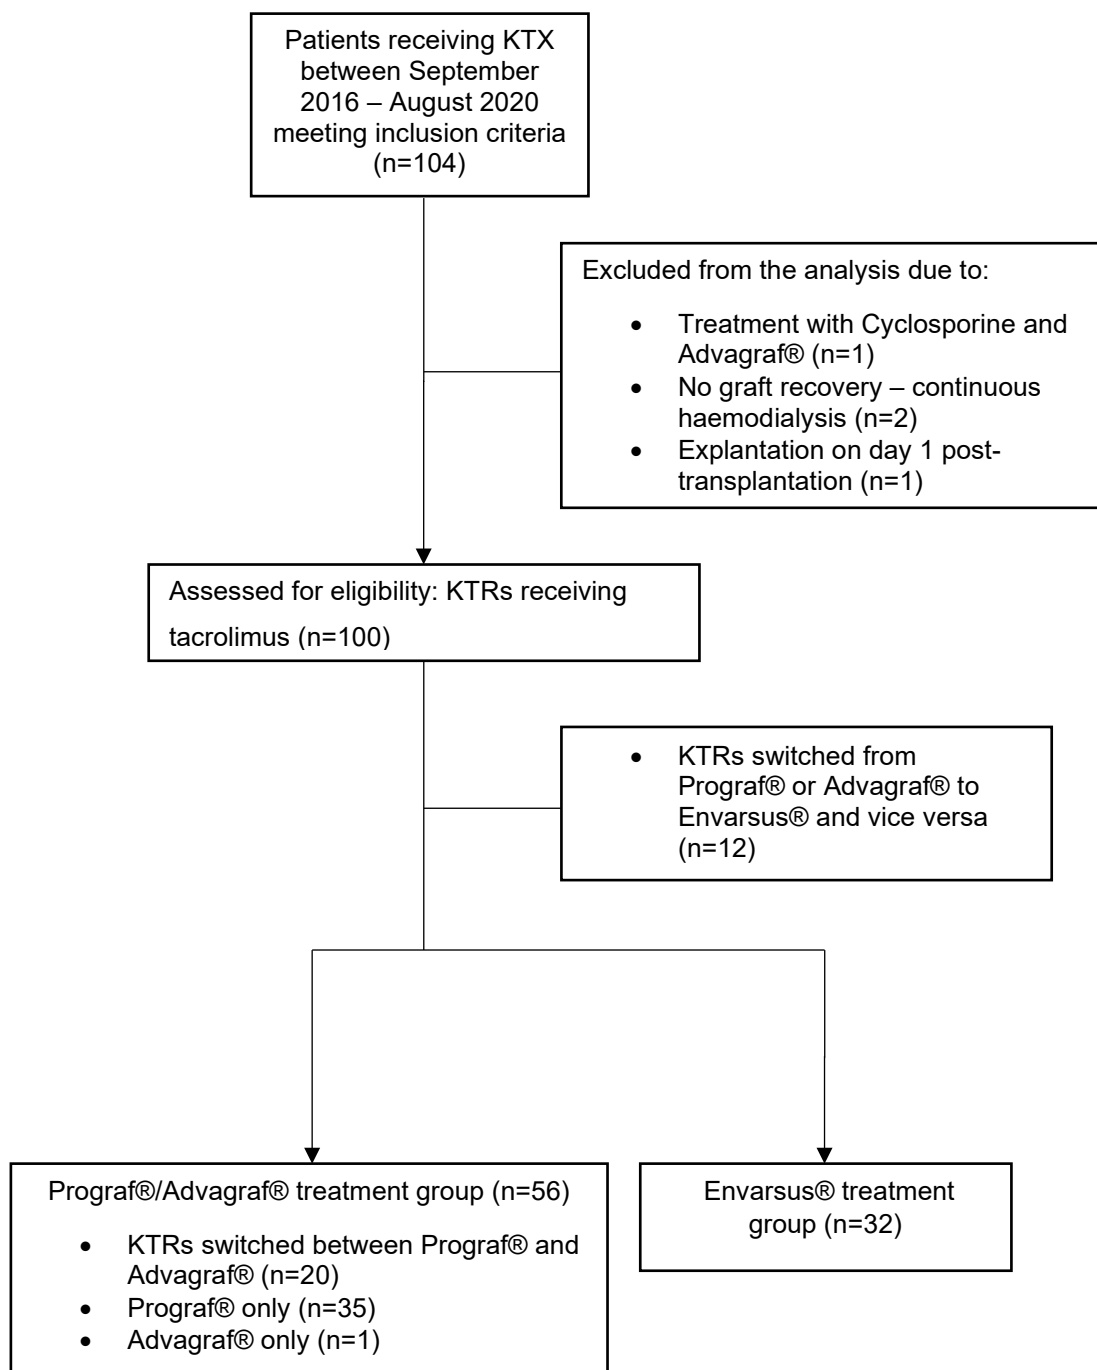 Patients receiving KTX
between September
2016 – August 2020
meeting inclusion criteria
(n=104)
Excluded from the analysis due to:
• Treatment with Cyclosporine and
Advagraf® (n=1)
• No graft recovery – continuous
haemodialysis (n=2)
• Explantation on day 1 post-
transplantation (n=1)
Assessed for eligibility: KTRs receiving
tacrolimus (n=100)
• KTRs switched from
Prograf® or Advagraf® to
Envarsus® and vice versa
(n=12)
Prograf®/Advagraf® treatment group (n=56)
• KTRs switched between Prograf® and
Advagraf® (n=20)
• Prograf® only (n=35)
• Advagraf® only (n=1)
Envarsus® treatment
group (n=32)